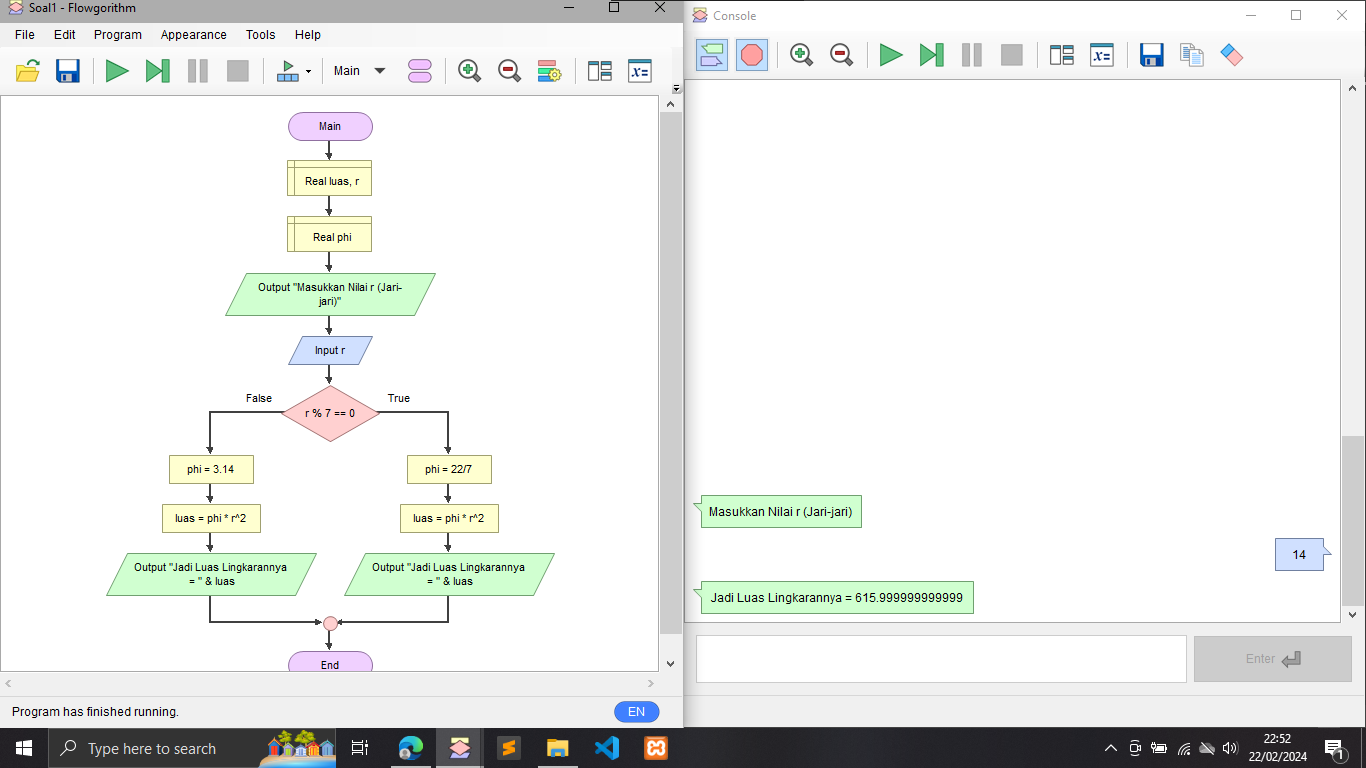 Soal1 - Flowgorithm
File Edit Program Appearance Tools Help
Main
Main
Real luas, r
Real phi
Output "Masukkan Nilai r (Jari-
jari)"
Input r
False
True
r % 7 == 0
phi = 3.14
phi = 22/7
luas = phi * r^2
luas = phi * r^2
Output "Jadi Luas Lingkarannya
= " & luas
Output "Jadi Luas Lingkarannya
= " & luas
End
Program has finished running.
EN
Console
x=
x=
Masukkan Nilai r (Jari-jari)
14
Jadi Luas Lingkarannya = 615.999999999999
Enter
Type here to search
22:52
22/02/2024
1